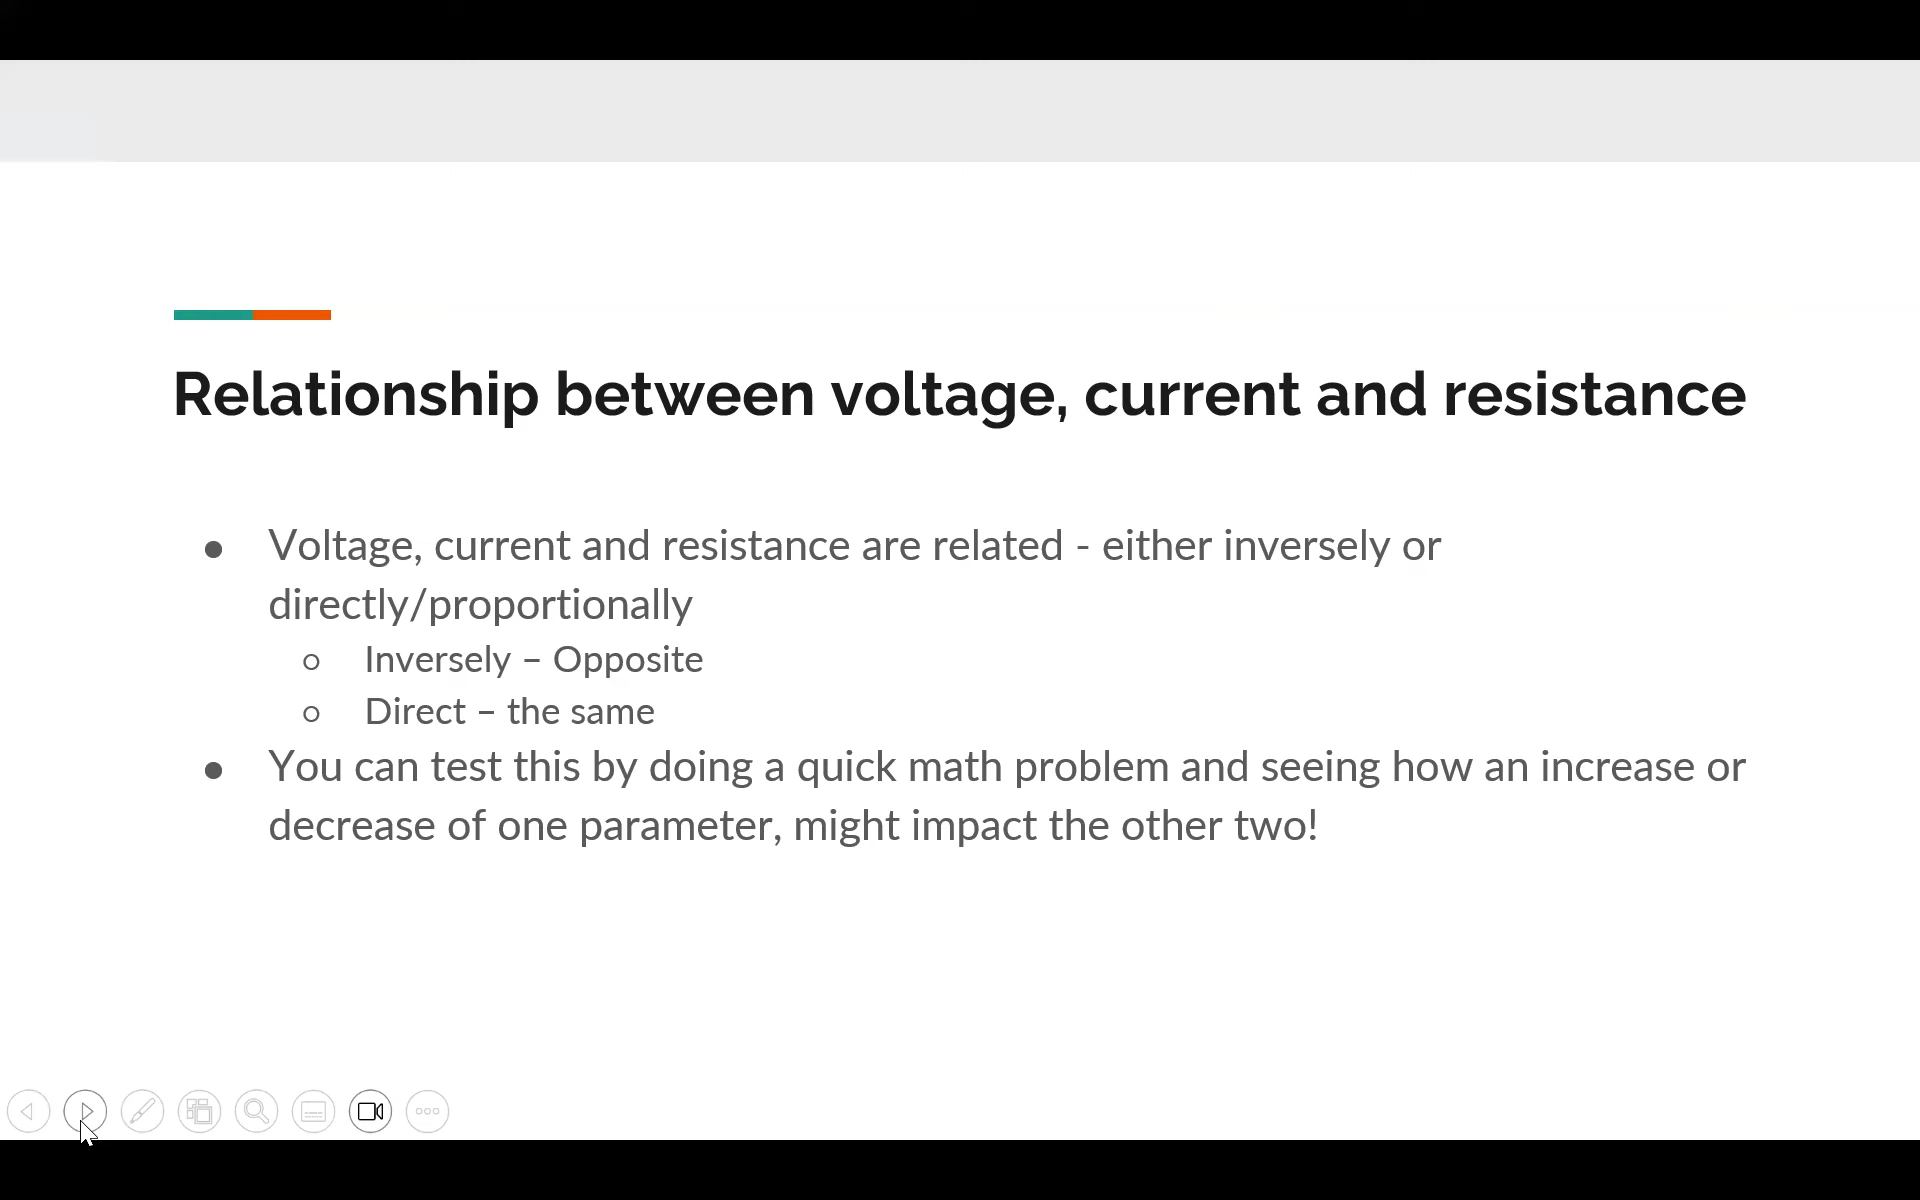 Relationship between voltage, current and resistance
● Voltage, current and resistance are related - either inversely or
directly/proportionally
○ Inversely – Opposite
○ Direct – the same
● You can test this by doing a quick math problem and seeing how an increase or
decrease of one parameter, might impact the other two!